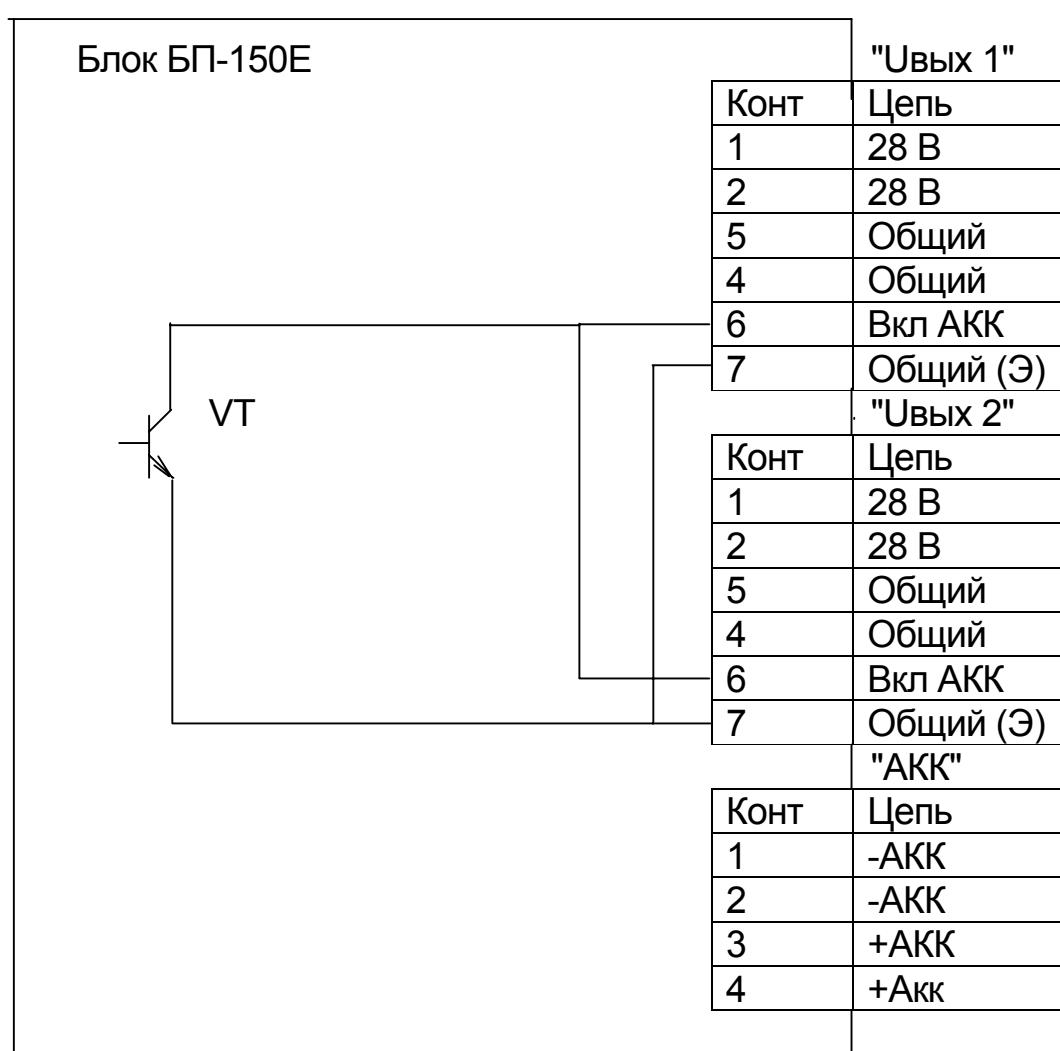 Блок БП-150Е
"Uвых 1"
Конт Цепь
1 28 В
2 28 В
5 Общий
4 Общий
6 Вкл АКК
7 Общий (Э)
VT
"Uвых 2"
Конт Цепь
1 28 В
2 28 В
5 Общий
4 Общий
6 Вкл АКК
7 Общий (Э)
"АКК"
Конт Цепь
1 -АКК
2 -АКК
3 +АКК
4 +Акк